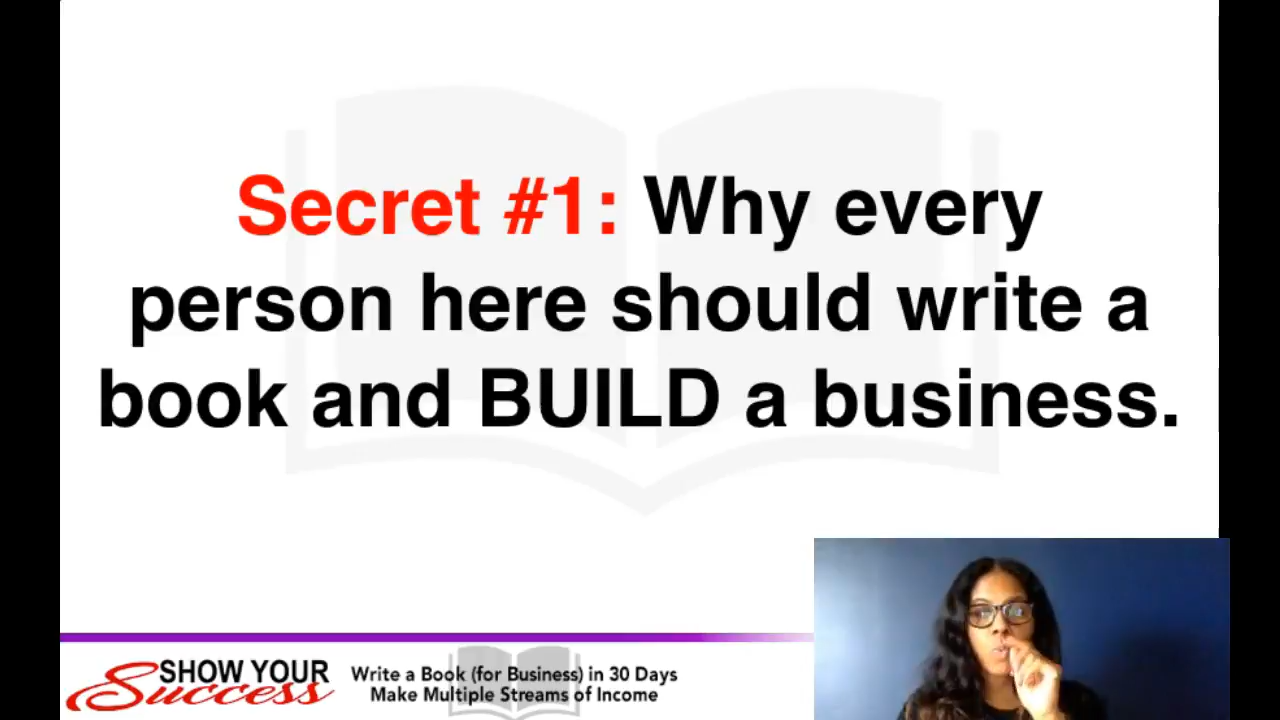 Secret #1: Why every
person here should write a
book and BUILD a business.
SHOW YOUR
Success
Write a Book (for Business) in 30 Days
Make Multiple Streams of Income